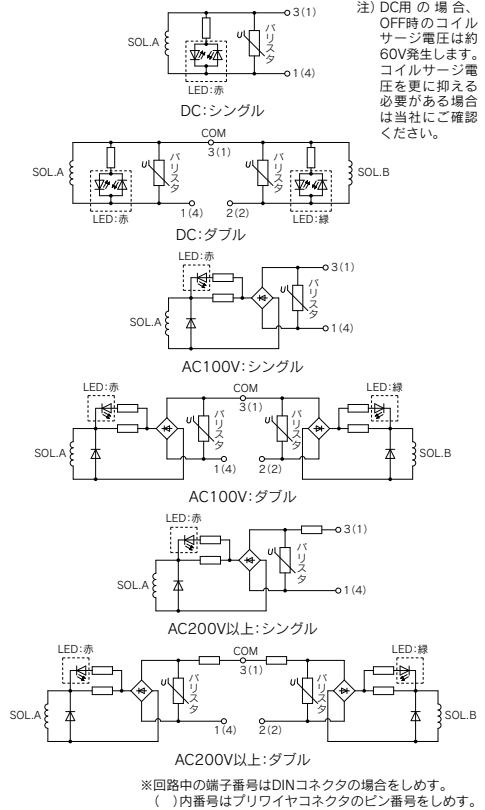 3(1)
バリスタ
U
SOL.A
1(4)
LED:赤
DC:シングル
注) DC用の場合、
OFF時のコイル
サージ電圧は約
60V発生します。
コイルサージ電
圧を更に抑える
必要がある場合
は当社にご確認
ください。
COM
3(1)
SOL.A
U
バリスタ
U
バリスタ
SOL.B
1(4)
2(2)
LED:赤
LED:緑
DC:ダブル
LED:赤
3(1)
U
バリスタ
SOL.A
1(4)
AC100V:シングル
LED:赤
COM
LED:緑
3(1)
U
バリスタ
U
バリスタ
SOL.A
SOL.B
1(4)
2(2)
AC100V:ダブル
LED:赤
3(1)
U
バリスタ
SOL.A
1(4)
AC200V以上:シングル
LED:赤
COM
LED:緑
3(1)
U
バリスタ
U
バリスタ
SOL.A
SOL.B
1(4)
2(2)
AC200V以上:ダブル
※回路中の端子番号はDINコネクタの場合をしめす。
( )内番号はプリワイヤコネクタのピン番号をしめす。